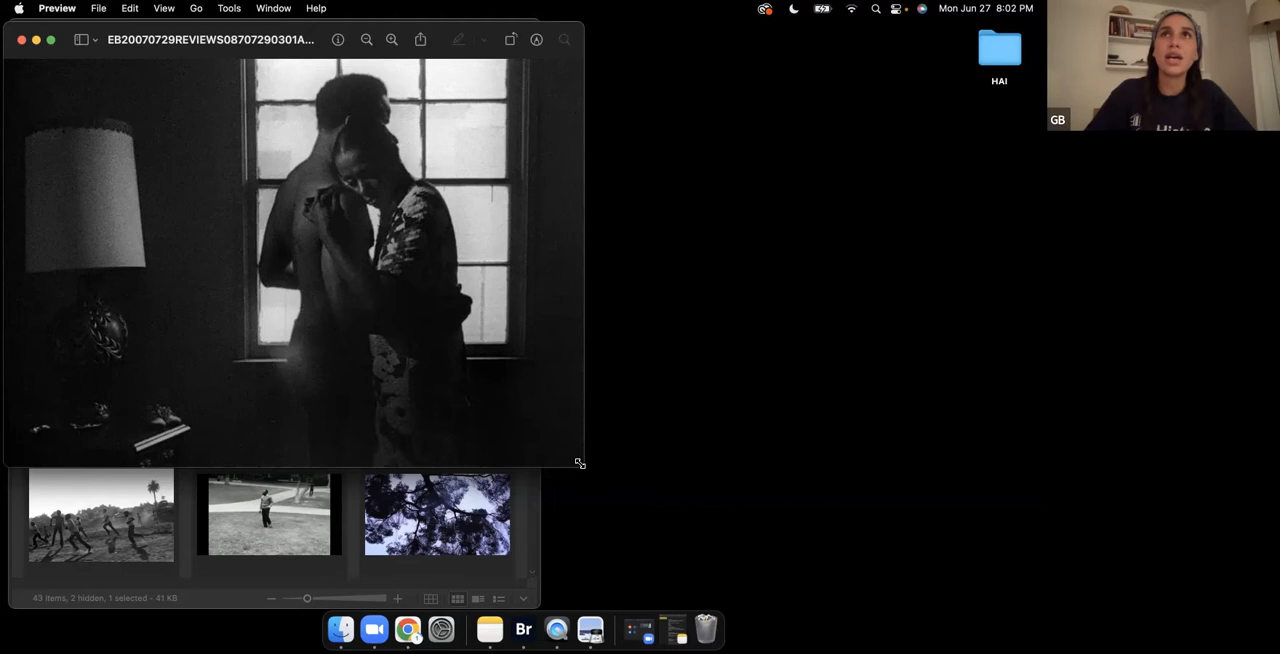 Preview File Edit View Go Tools Window Help
Mon Jun 27 8:02 PM
EB20070729REVIEWS08707290301A...
HAI
GB
43 items, 2 hidden, 1 selected - 41 KB
Br